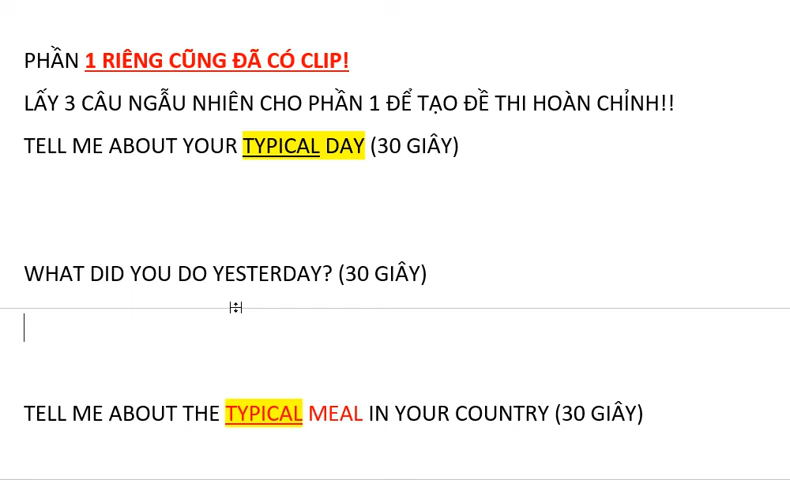 PHẦN 1 RIÊNG CŨNG ĐÃ CÓ CLIP!
LẤY 3 CÂU NGẪU NHIÊN CHO PHẦN 1 ĐỂ TẠO ĐỀ THI HOÀN CHỈNH!!
TELL ME ABOUT YOUR TYPICAL DAY (30 GIÂY)
WHAT DID YOU DO YESTERDAY? (30 GIÂY)
TELL ME ABOUT THE TYPICAL MEAL IN YOUR COUNTRY (30 GIÂY)